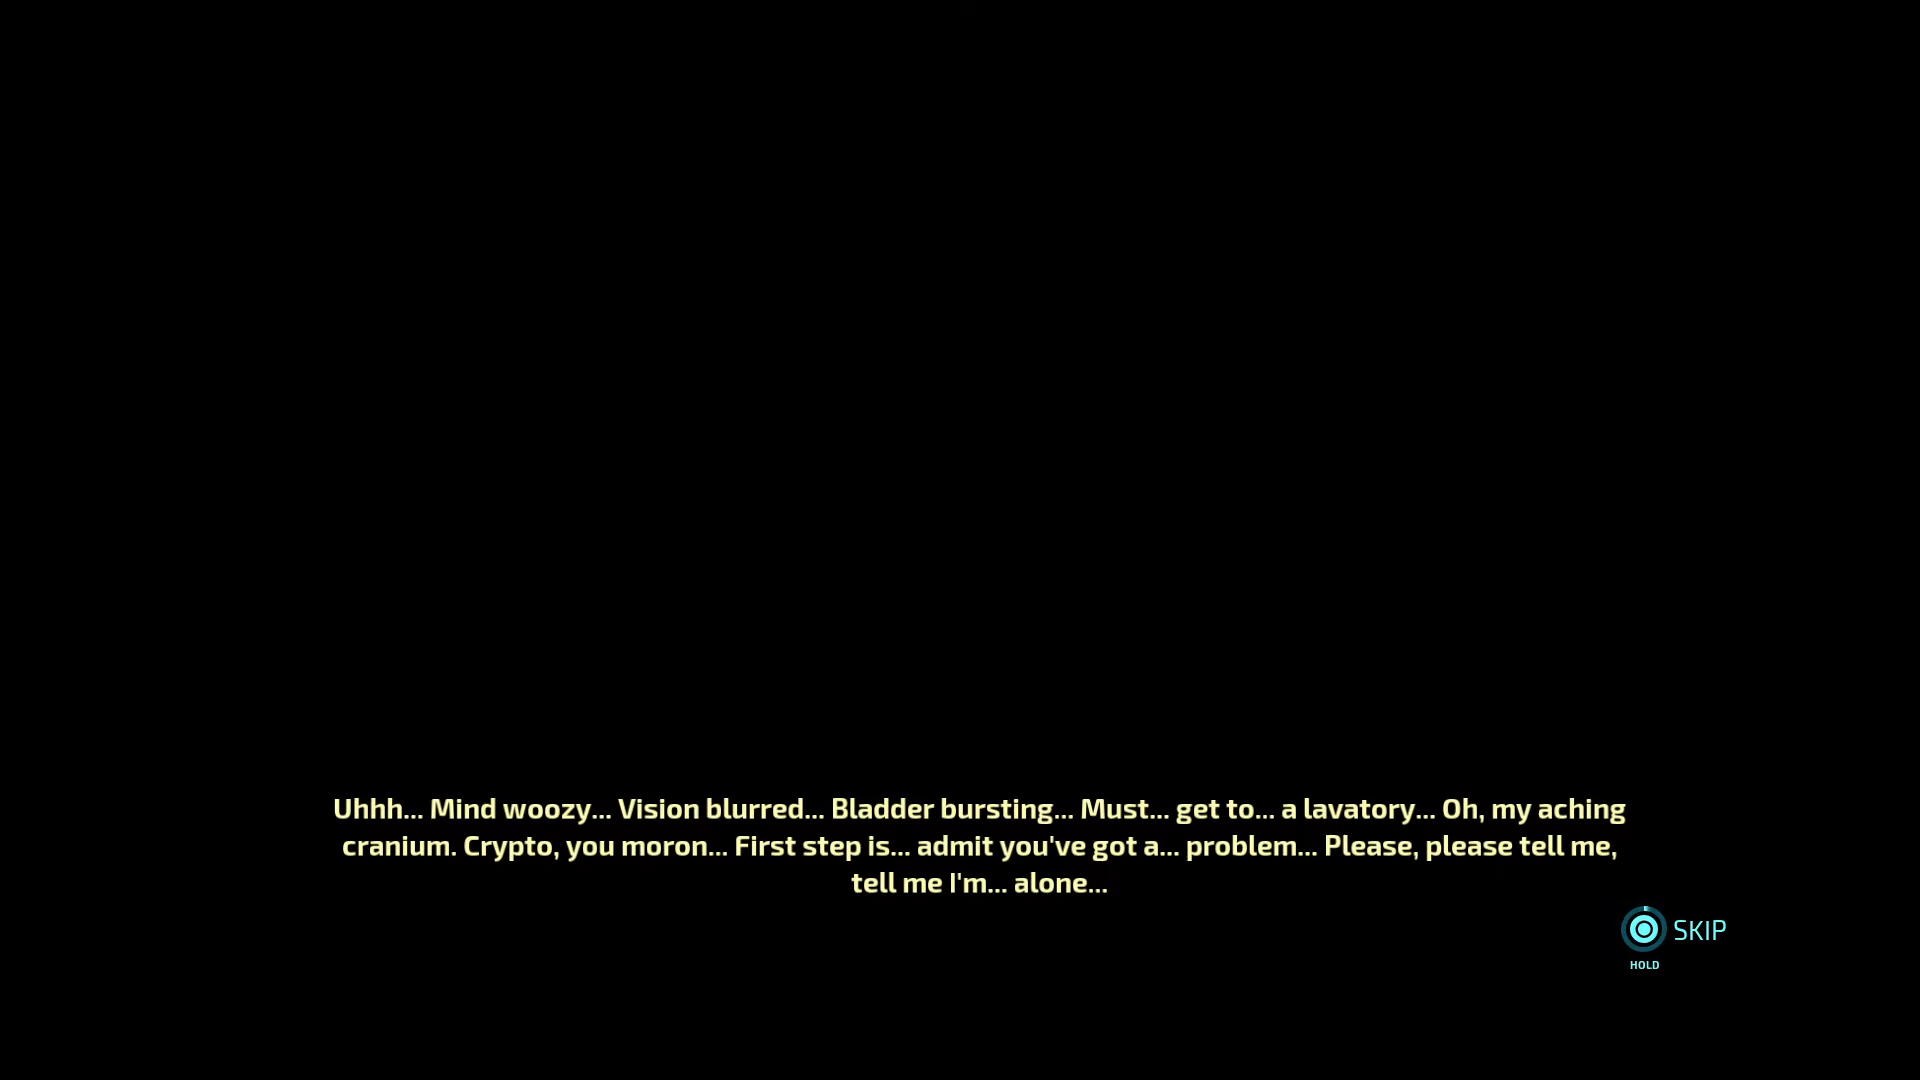 Uhhh... Mind woozy... Vision blurred... Bladder bursting... Must... get to... a lavatory... Oh, my aching
cranium. Crypto, you moron... First step is... admit you've got a... problem... Please, please tell me,
tell me I'm... alone...
SKIP
HOLD